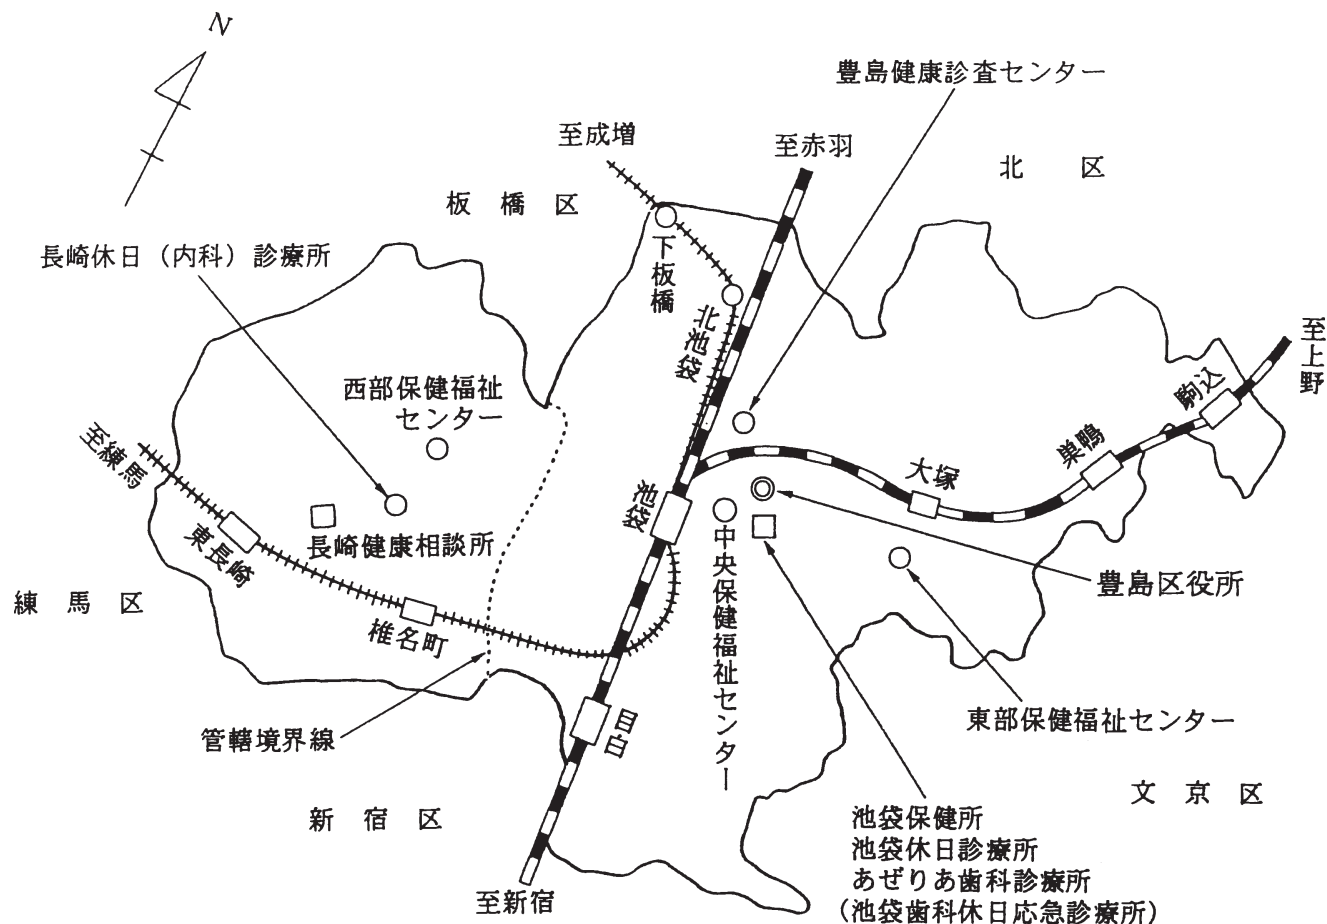 N
豊島健康診査センター
至成増
至赤羽
北 区
板 橋 区
長崎休日（内科）診療所
下板橋
北池袋
至上野
駒込
西部保健福祉
センター
巣鴨
大塚
至練馬
池袋
東長崎
長崎健康相談所
中央保健福祉センター
豊島区役所
練 馬 区
椎名町
東部保健福祉センター
目白
管轄境界線
文 京 区
新 宿 区
池袋保健所
池袋休日診療所
あぜりあ歯科診療所
（池袋歯科休日応急診療所）
至新宿